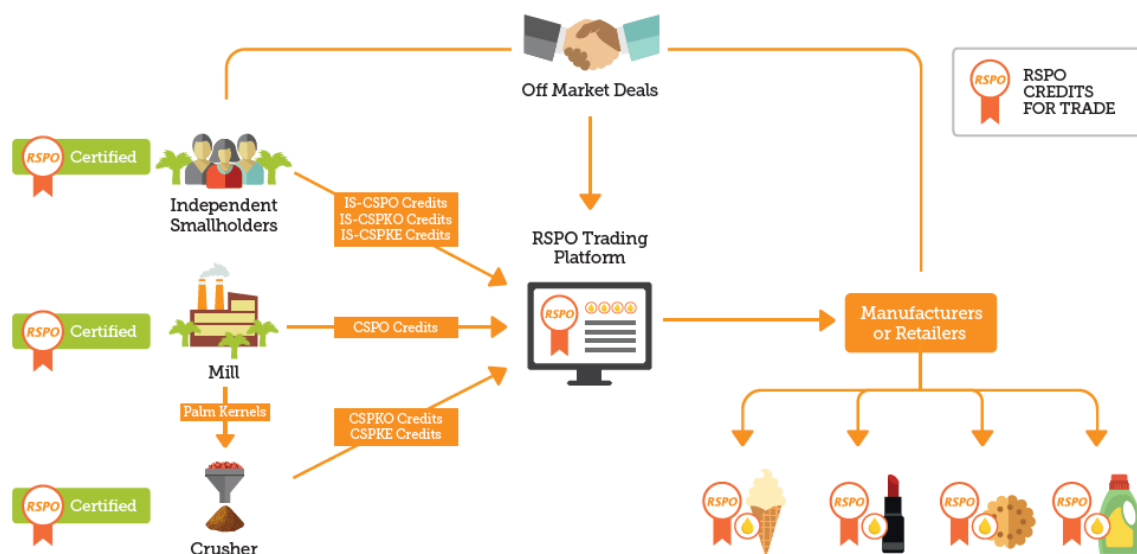 Off Market Deals
RSPO
RSPO
CREDITS
FOR TRADE
RSPO
Certified
Independent
Smallholders
IS-CSPO Credits
IS-CSPKO Credits
IS-CSPKE Credits
RSPO Trading
Platform
RSPO
RSPO
Certified
Mill
CSPO Credits
Manufacturers
or Retailers
Palm Kernels
CSPKO Credits
CSPKE Credits
RSPO
Certified
Crusher
RSPO
RSPO
RSPO
RSPO